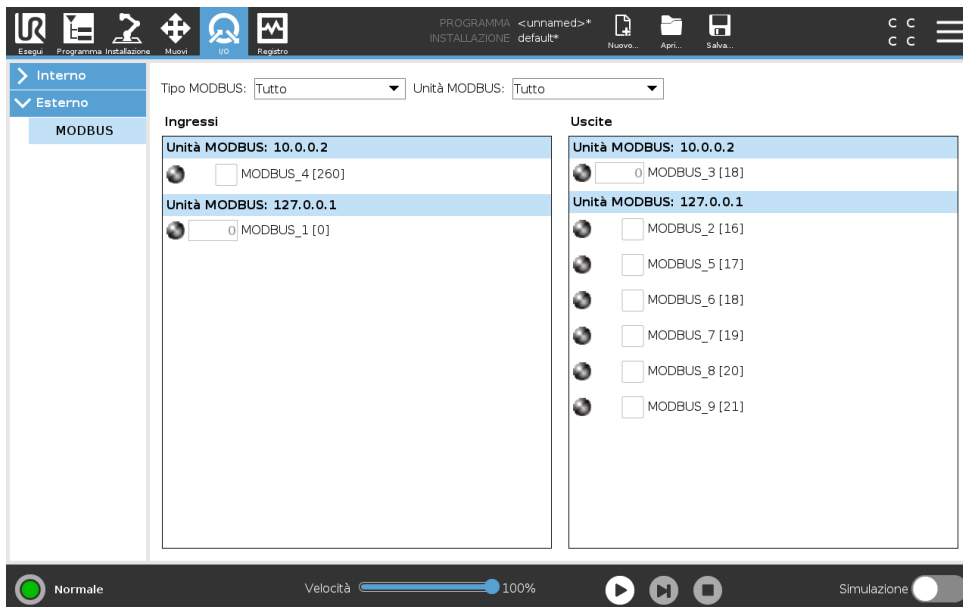 PROGRAMMA <unnamed>*
INSTALLAZIONE default*
UR
Esegui Programma Installazione Muovi I/O Registro Nuovo... Apri... Salva...
C C
C C
Interno
Esterno
MODBUS
Tipo MODBUS: Tutto Unità MODBUS: Tutto
Ingressi
Unità MODBUS: 10.0.0.2
MODBUS_4 [260]
Unità MODBUS: 127.0.0.1
0 MODBUS_1 [0]
Uscite
Unità MODBUS: 10.0.0.2
0 MODBUS_3 [18]
Unità MODBUS: 127.0.0.1
MODBUS_2 [16]
MODBUS_5 [17]
MODBUS_6 [18]
MODBUS_7 [19]
MODBUS_8 [20]
MODBUS_9 [21]
Normale Velocità 100% Simulazione